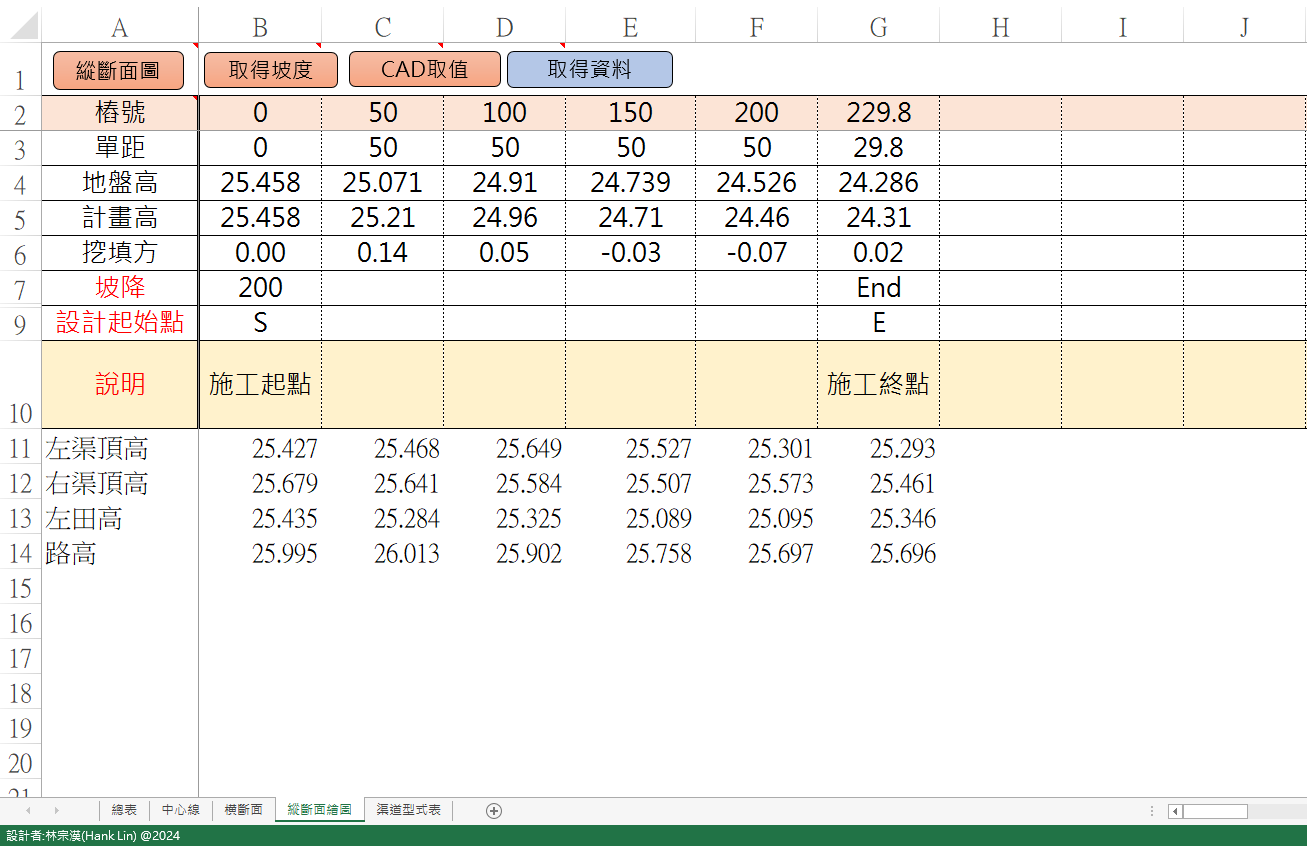 A B C D E F G H I J
1 縱斷面圖 取得坡度 CAD取值 取得資料
2 樁號 0 50 100 150 200 229.8
3 單距 0 50 50 50 50 29.8
4 地盤高 25.458 25.071 24.91 24.739 24.526 24.286
5 計畫高 25.458 25.21 24.96 24.71 24.46 24.31
6 挖填方 0.00 0.14 0.05 -0.03 -0.07 0.02
7 坡降 200 End
9 設計起始點 S E
10 說明 施工起點 施工終點
11 左渠頂高 25.427 25.468 25.649 25.527 25.301 25.293
12 右渠頂高 25.679 25.641 25.584 25.507 25.573 25.461
13 左田高 25.435 25.284 25.325 25.089 25.095 25.346
14 路高 25.995 26.013 25.902 25.758 25.697 25.696
15
16
17
18
19
20
21
總表 中心線 橫斷面 縱斷面繪圖 渠道型式表
設計者:林宗漢(Hank Lin) @2024